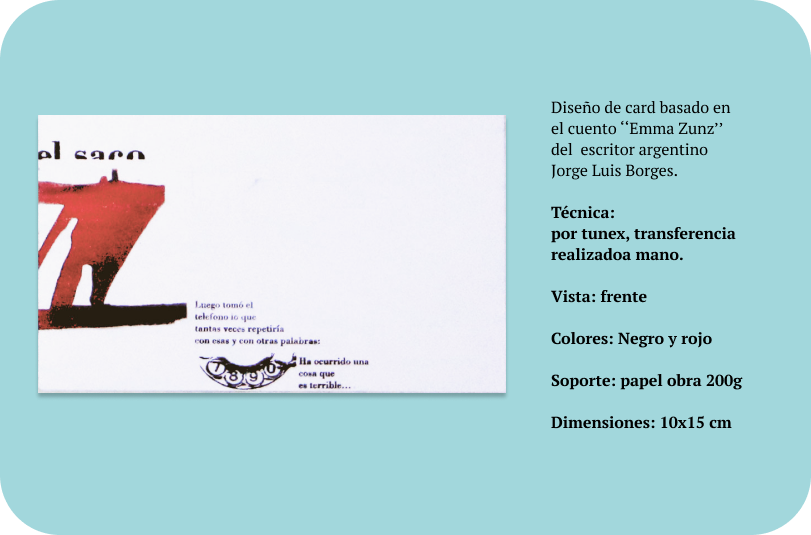 el saco
Luego tomó el
telefono lo que
tantas veces repetiría
con esas y con otras palabras:
7 8 9 0
Ha ocurrido una
cosa que
es terrible...
Diseño de card basado en
el cuento ‘‘Emma Zunz’’
del escritor argentino
Jorge Luis Borges.
Técnica:
por tunex, transferencia
realizadoa mano.
Vista: frente
Colores: Negro y rojo
Soporte: papel obra 200g
Dimensiones: 10x15 cm